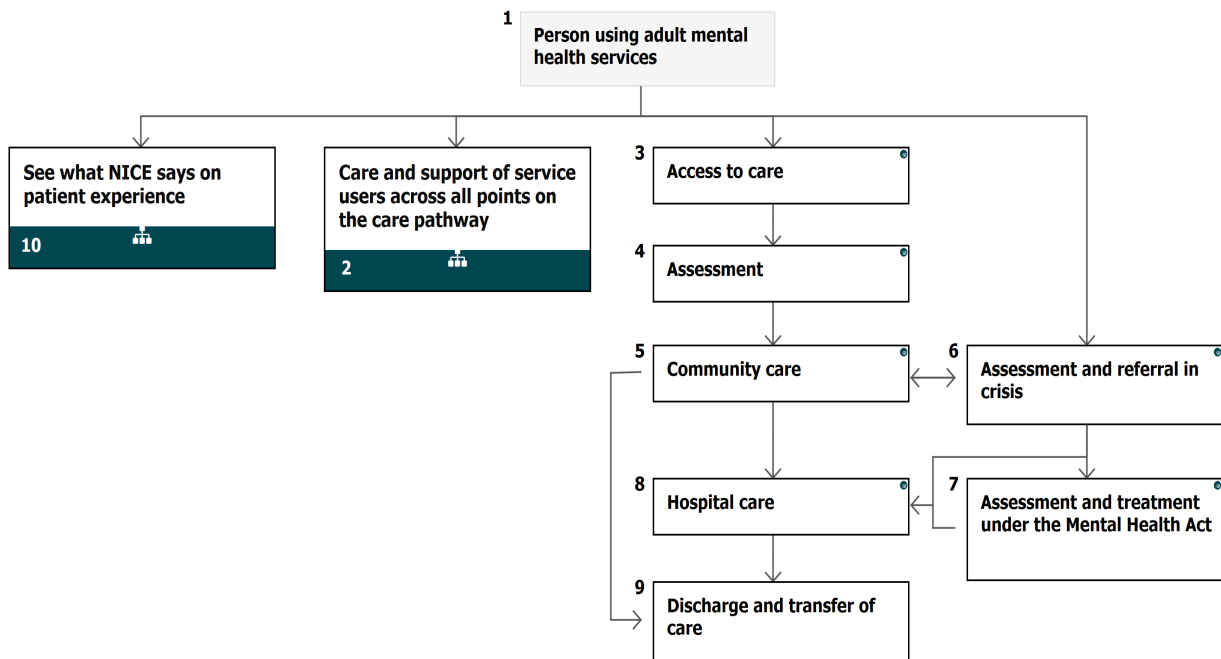 1
Person using adult mental
health services
See what NICE says on
patient experience
10
Care and support of service
users across all points on
the care pathway
2
3
Access to care
4
Assessment
5
Community care
6
Assessment and referral in
crisis
8
Hospital care
7
Assessment and treatment
under the Mental Health Act
9
Discharge and transfer of
care